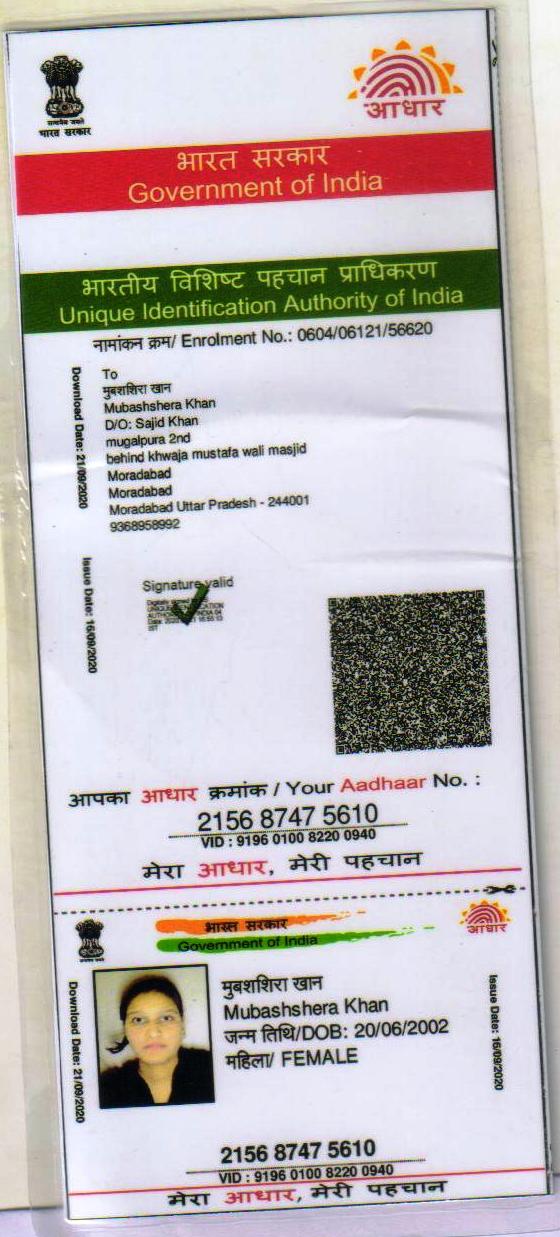 सत्यमेव जयते
भारत सरकार
आधार
भारत सरकार
Government of India
भारतीय विशिष्ट पहचान प्राधिकरण
Unique Identification Authority of India
नामांकन क्रम/ Enrolment No.: 0604/06121/56620
Download Date: 21/09/2020
To
मुबशशिरा खान
Mubashshera Khan
D/O: Sajid Khan
mugalpura 2nd
behind khwaja mustafa wali masjid
Moradabad
Moradabad
Moradabad Uttar Pradesh - 244001
9368958992
Issue Date: 16/09/2020
Signature valid
आपका आधार क्रमांक / Your Aadhaar No. :
2156 8747 5610
VID : 9196 0100 8220 0940
मेरा आधार, मेरी पहचान
भारत सरकार
Government of India
आधार
Download Date: 21/09/2020
मुबशशिरा खान
Mubashshera Khan
जन्म तिथि/DOB: 20/06/2002
महिला/ FEMALE
Issue Date: 16/09/2020
2156 8747 5610
VID : 9196 0100 8220 0940
मेरा आधार, मेरी पहचान